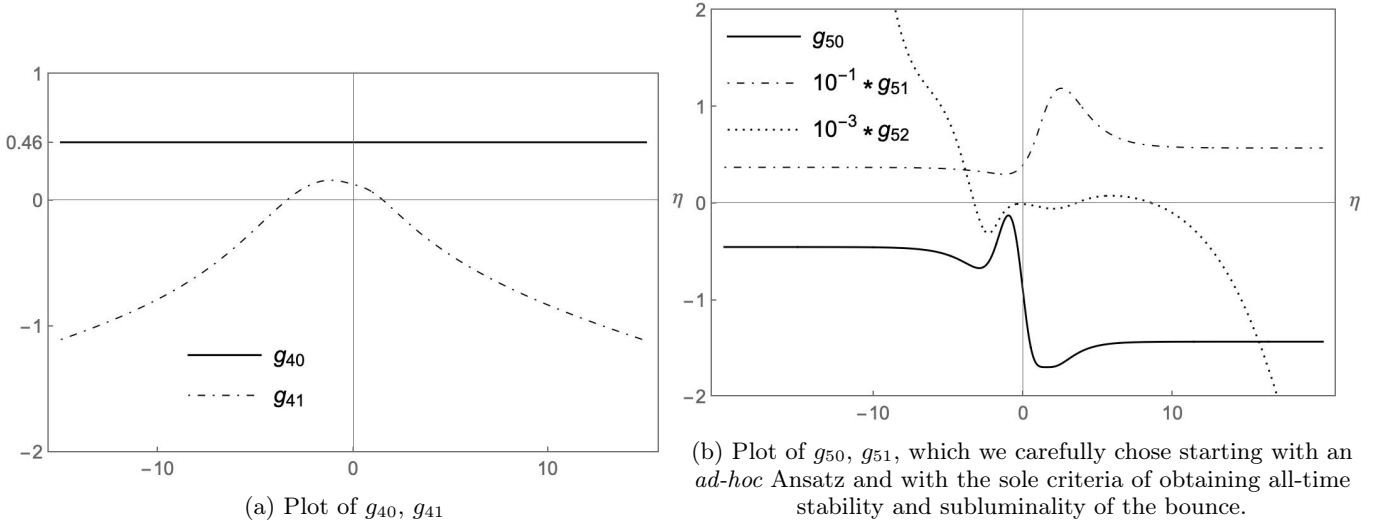 1
0.46
0
−1
−2
−10
0
10
η
g40
g41
(a) Plot of g40, g41
2
1
0
−1
−2
−10
0
10
η
g50
10−1 * g51
10−3 * g52
(b) Plot of g50, g51, which we carefully chose starting with an
ad-hoc Ansatz and with the sole criteria of obtaining all-time
stability and subluminality of the bounce.